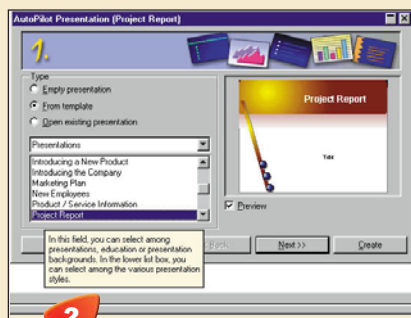 AutoPilot Presentation (Project Report)
1.
Type
Empty presentation
From template
Open existing presentation
Presentations
Introducing a New Product
Introducing the Company
Marketing Plan
New Employees
Product / Service Information
Project Report
Project Report
Title
Preview
In this field, you can select among
presentations, education or presentation
backgrounds. In the lower list box, you
can select among the various presentation
styles.
Back
Next >>
Create
2